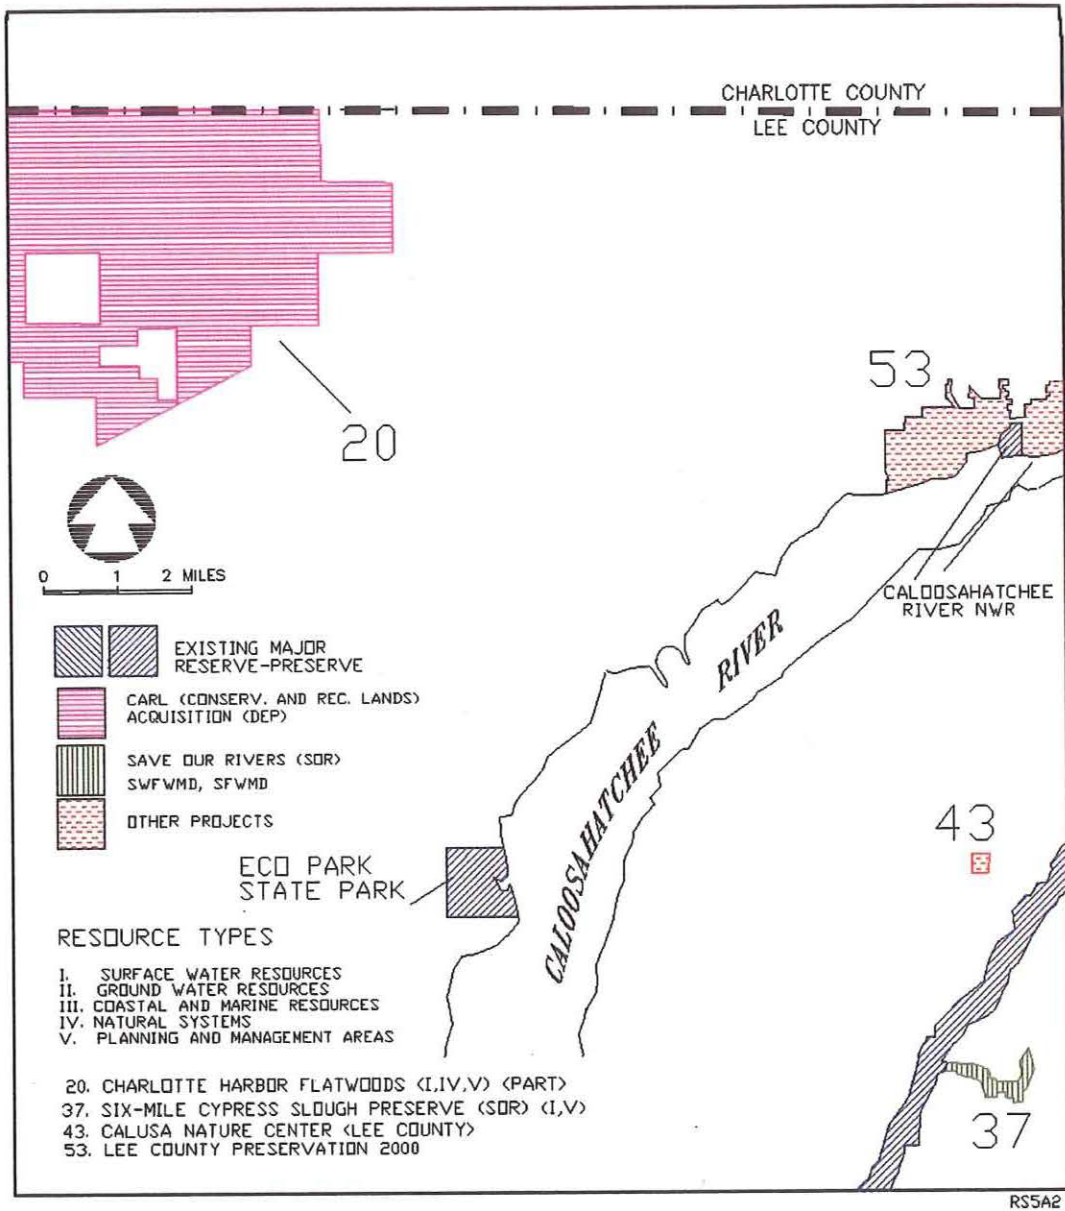 CHARLOTTE COUNTY
LEE COUNTY
20
53
0 1 2 MILES
CALOOSAHATCHEE
RIVER NWR
EXISTING MAJOR
RESERVE-PRESERVE
CARL (CONSERV. AND REC. LANDS)
ACQUISITION (DEP)
SAVE OUR RIVERS (SOR)
SWFWMD, SFWMD
OTHER PROJECTS
CALOOSAHATCHEE
RIVER
43
ECO PARK
STATE PARK
RESOURCE TYPES
I. SURFACE WATER RESOURCES
II. GROUND WATER RESOURCES
III. COASTAL AND MARINE RESOURCES
IV. NATURAL SYSTEMS
V. PLANNING AND MANAGEMENT AREAS
20. CHARLOTTE HARBOR FLATWOODS (I,IV,V) (PART)
37. SIX-MILE CYPRESS SLOUGH PRESERVE (SOR) (I,V)
43. CALUSA NATURE CENTER (LEE COUNTY)
53. LEE COUNTY PRESERVATION 2000
37
RS5A2